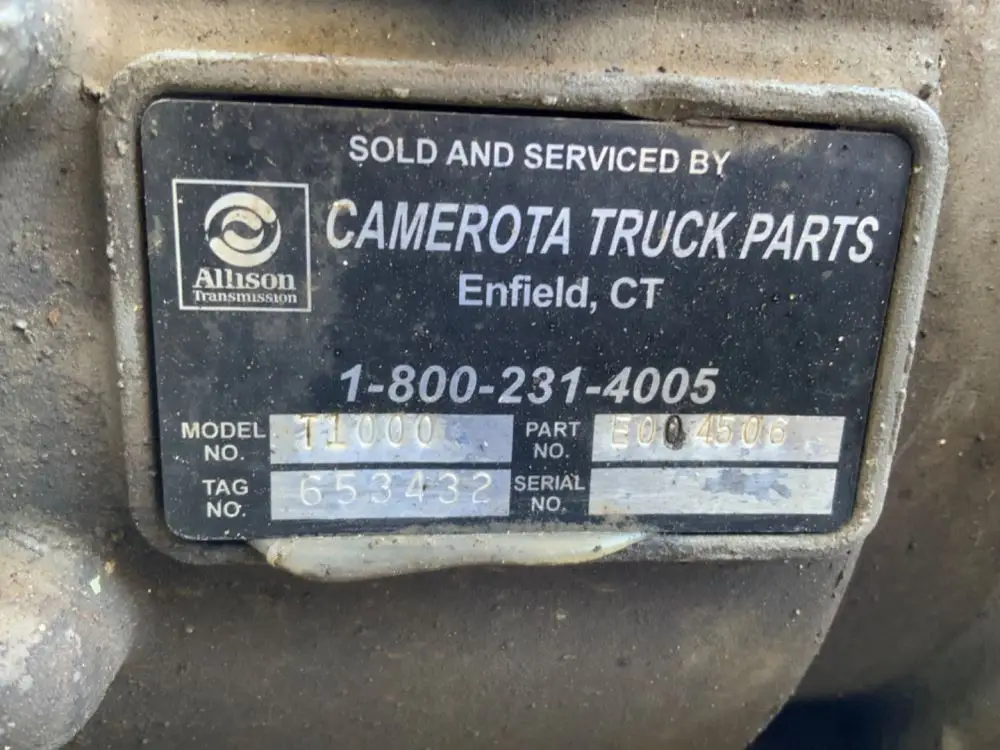 SOLD AND SERVICED BY
Allison
Transmission
CAMEROTA TRUCK PARTS
Enfield, CT
1-800-231-4005
MODEL NO. T1000
PART NO. E004506
TAG NO. 653432
SERIAL NO.